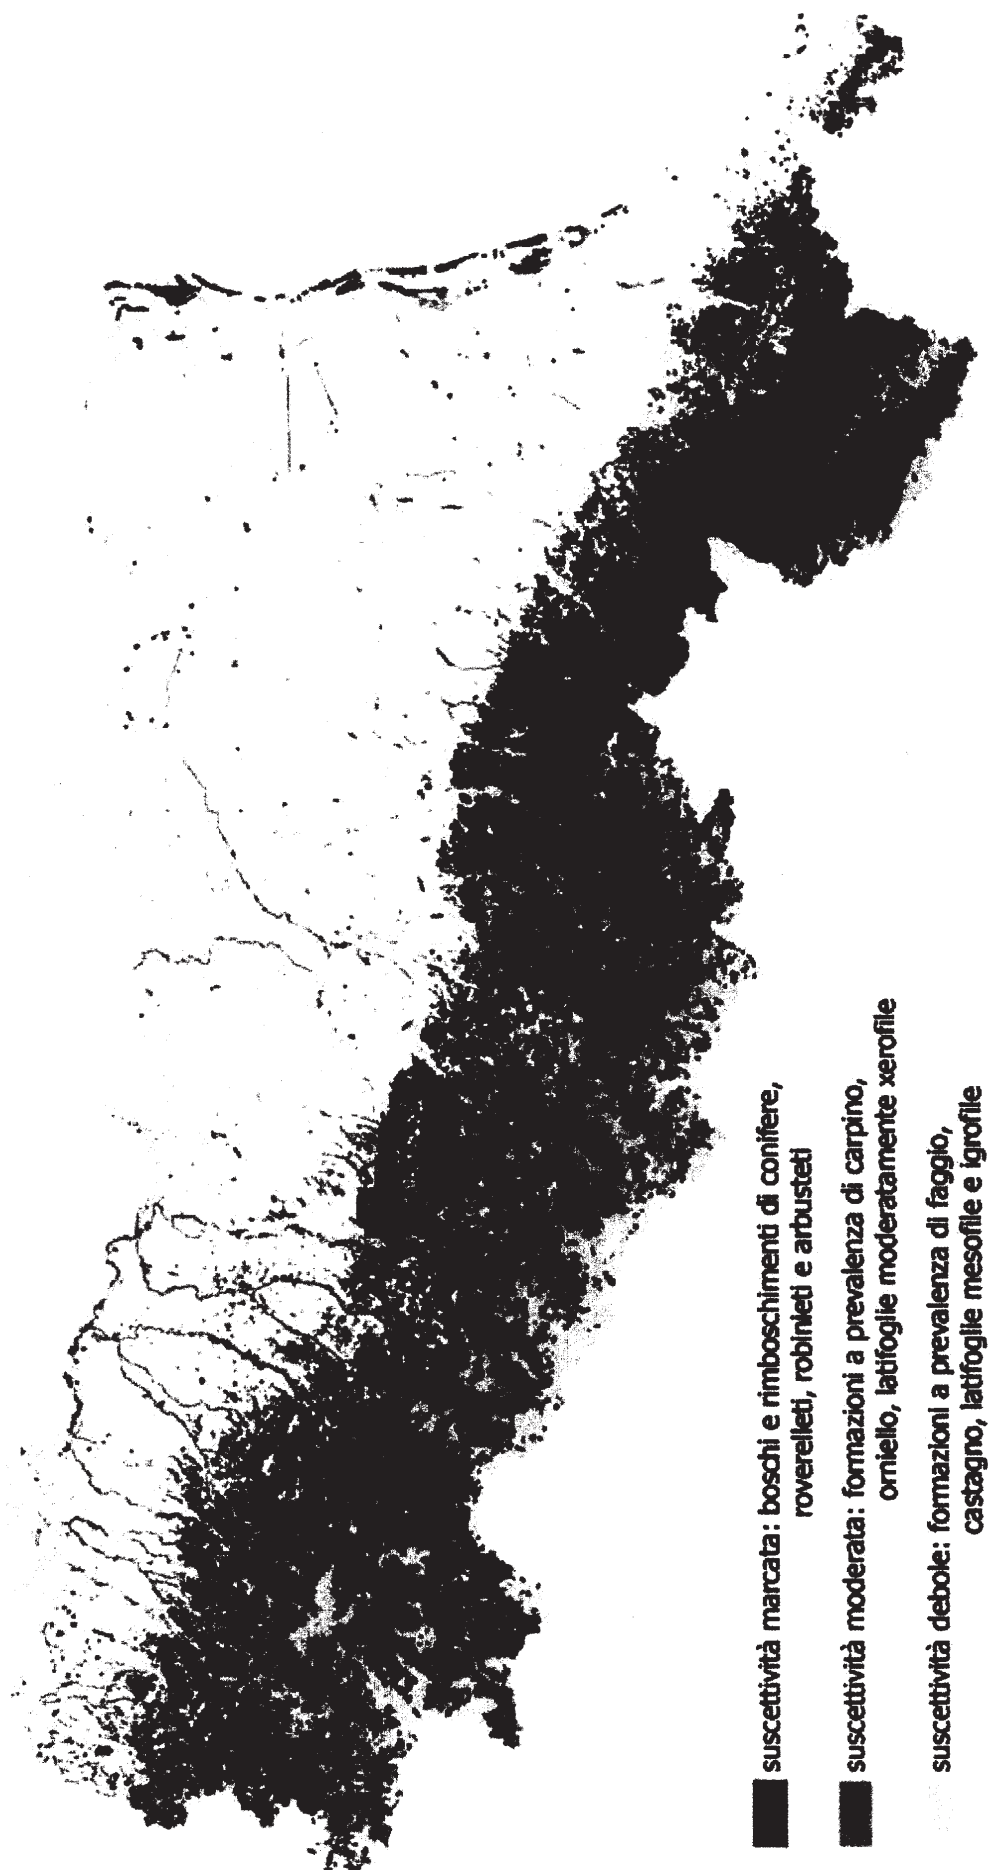 suscettività marcata: boschi e rimboschimenti di conifere,
roverelleti, robinieti e arbusteti
suscettività moderata: formazioni a prevalenza di carpino,
orniello, latifoglie moderatamente xerofile
suscettività debole: formazioni a prevalenza di faggio,
castagno, latifoglie mesofile e igrofile